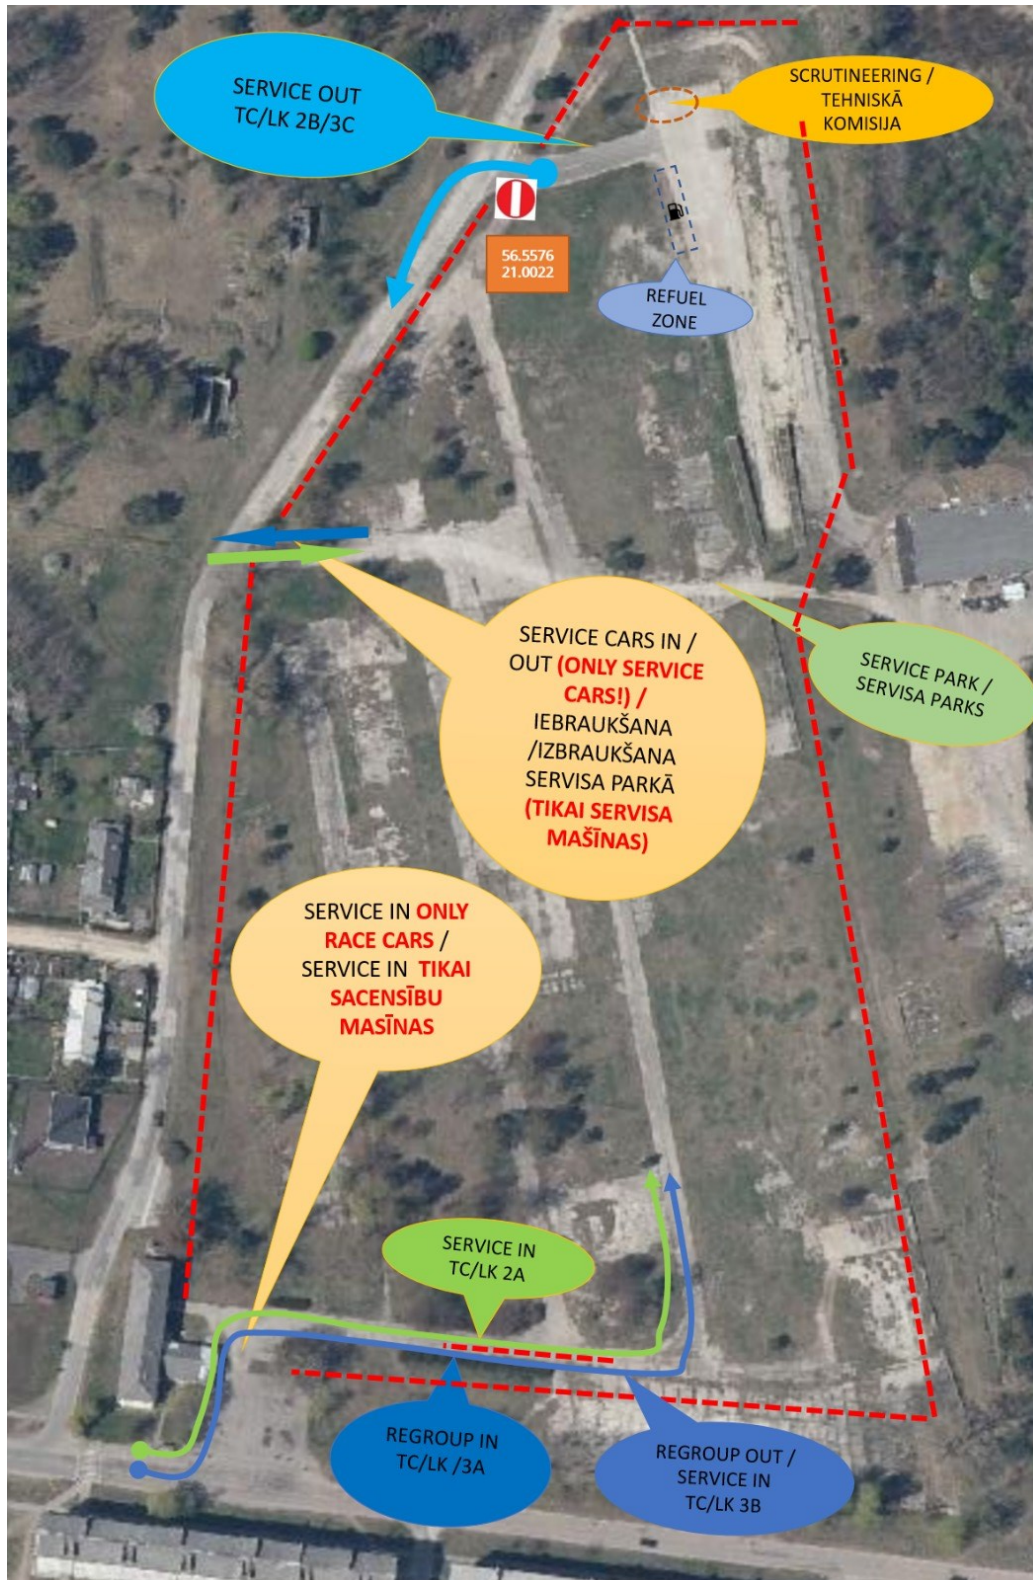 SERVICE OUT
TC/LK 2B/3C
SCRUTINEERING /
TEHNISKĀ
KOMISIJA
56.5576
21.0022
REFUEL
ZONE
SERVICE CARS IN /
OUT (ONLY SERVICE
CARS!) /
IEBRAUKŠANA
/IZBRAUKŠANA
SERVISA PARKĀ
(TIKAI SERVISA
MAŠĪNAS)
SERVICE PARK /
SERVISA PARKS
SERVICE IN ONLY
RACE CARS /
SERVICE IN TIKAI
SACENSĪBU
MASĪNAS
SERVICE IN
TC/LK 2A
REGROUP IN
TC/LK /3A
REGROUP OUT /
SERVICE IN
TC/LK 3B